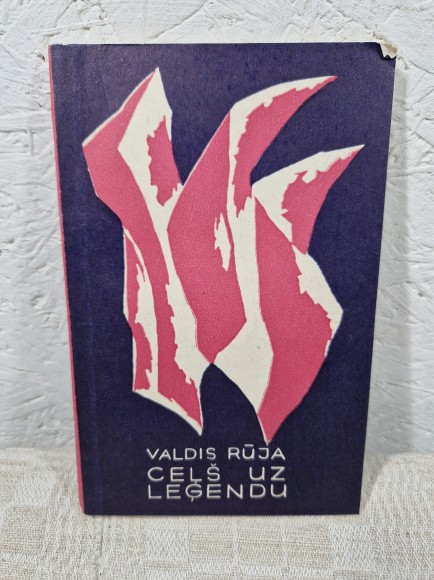 VALDIS RŪJA
CEĻŠ UZ
LEĢENDU